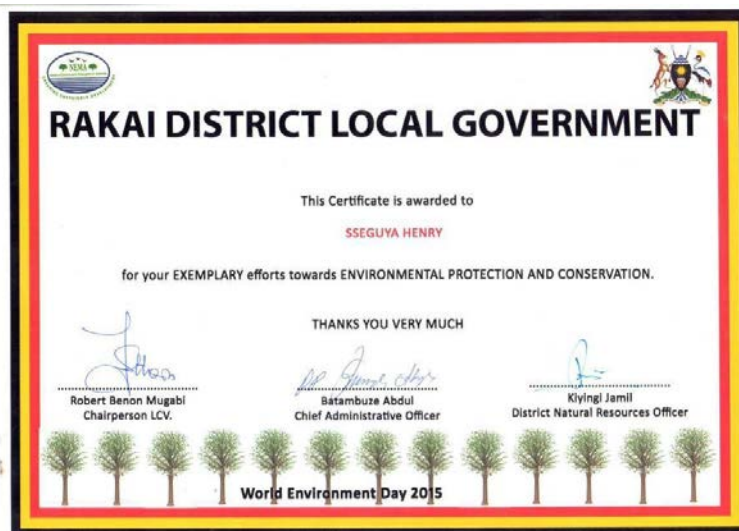 NEMA
RAKAI DISTRICT LOCAL GOVERNMENT
This Certificate is awarded to
SSEGUYA HENRY
for your EXEMPLARY efforts towards ENVIRONMENTAL PROTECTION AND CONSERVATION.
THANKS YOU VERY MUCH
Robert Benon Mugabi
Chairperson LCV.
Batambuze Abdul
Chief Administrative Officer
Kiyingi Jamil
District Natural Resources Officer
World Environment Day 2015